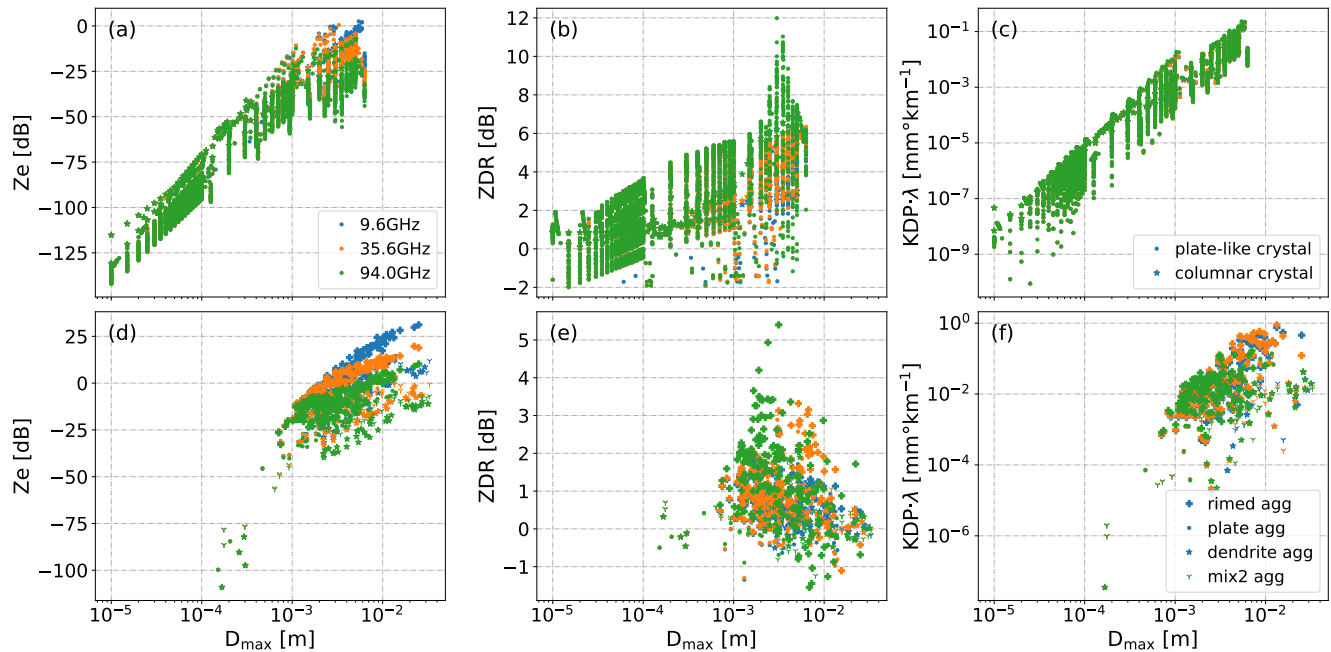 (a)
Ze [dB]
0
−25
−50
−75
−100
−125
9.6GHz
35.6GHz
94.0GHz
(b)
ZDR [dB]
12
10
8
6
4
2
0
−2
(c)
KDP·λ [mm°km⁻¹]
10⁻¹
10⁻³
10⁻⁵
10⁻⁷
10⁻⁹
plate-like crystal
columnar crystal
(d)
Ze [dB]
25
0
−25
−50
−75
−100
10⁻⁵ 10⁻⁴ 10⁻³ 10⁻²
D_max [m]
(e)
ZDR [dB]
5
4
3
2
1
0
−1
10⁻⁵ 10⁻⁴ 10⁻³ 10⁻²
D_max [m]
(f)
KDP·λ [mm°km⁻¹]
10⁰
10⁻²
10⁻⁴
10⁻⁶
rimed agg
plate agg
dendrite agg
mix2 agg
10⁻⁵ 10⁻⁴ 10⁻³ 10⁻²
D_max [m]